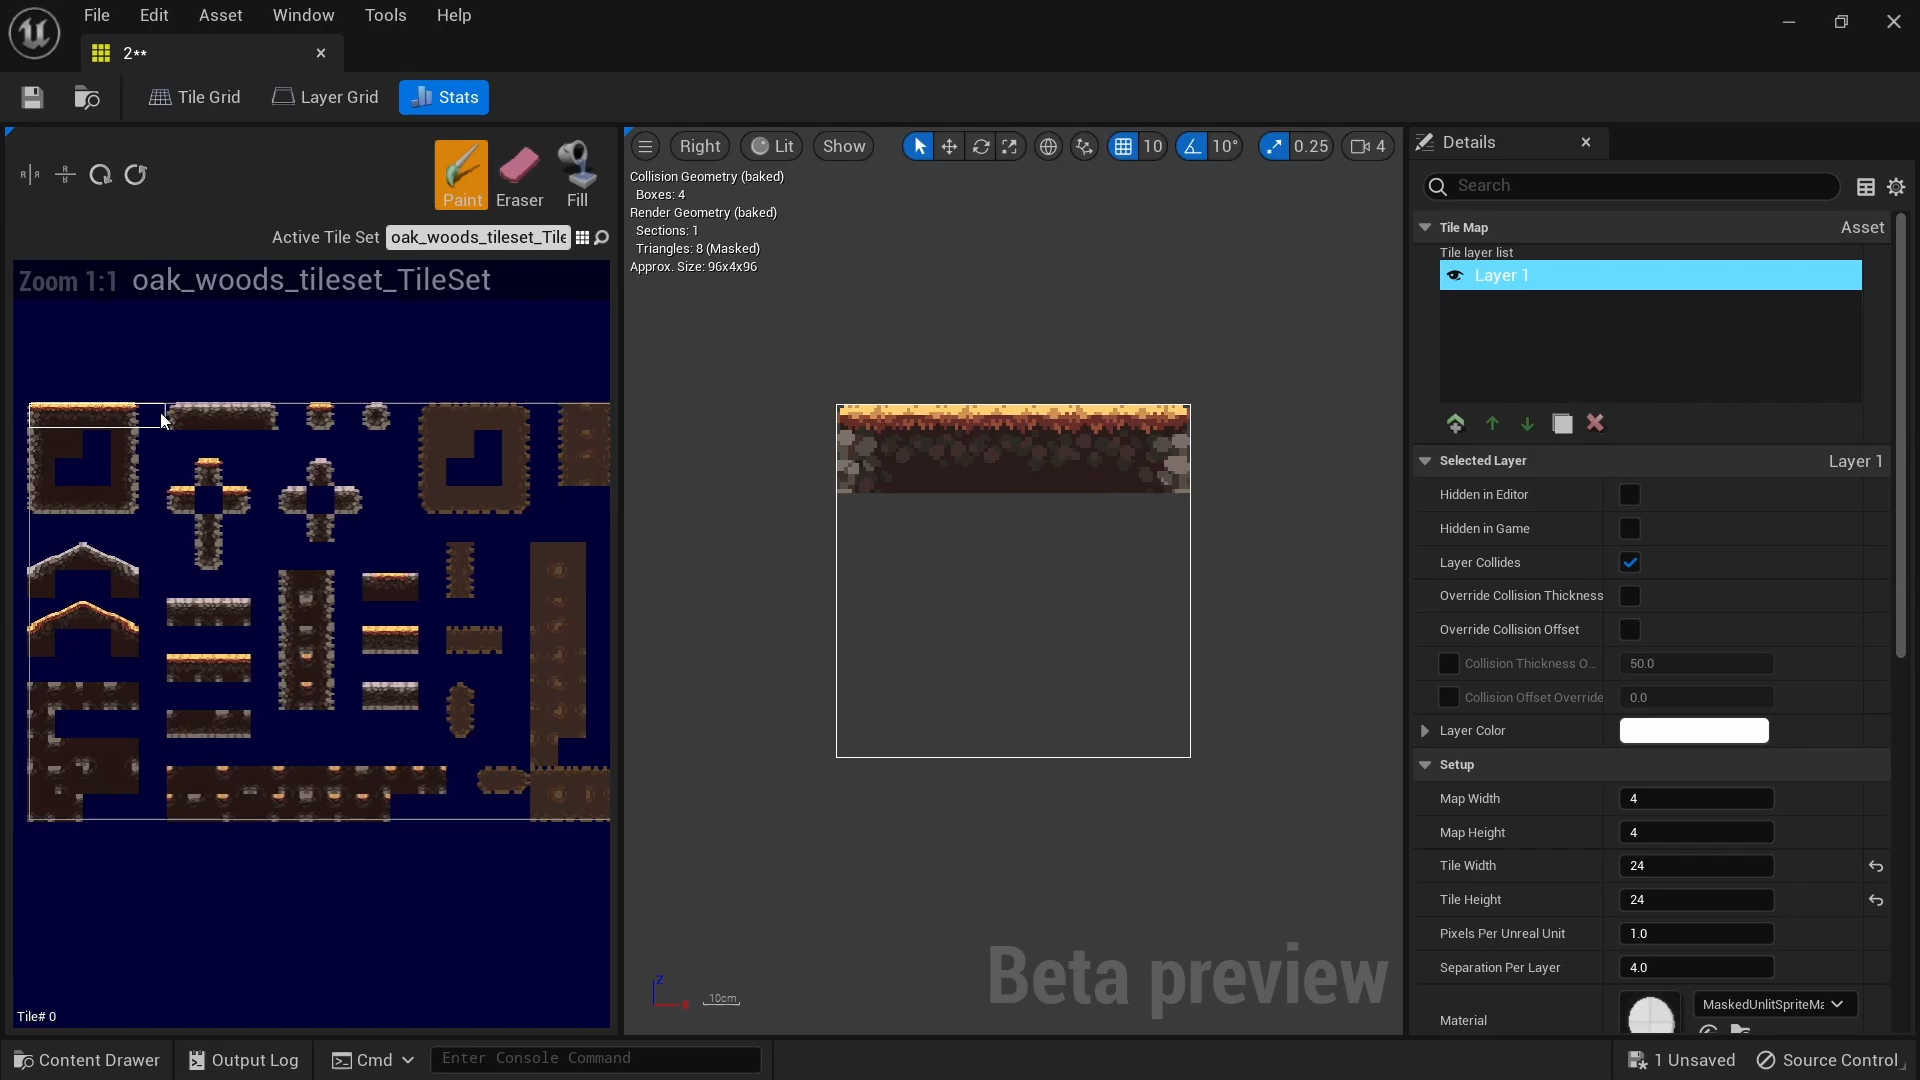 File Edit Asset Window Tools Help
2**
Tile Grid Layer Grid Stats
Paint Eraser Fill
Active Tile Set oak_woods_tileset_Tile
Zoom 1:1 oak_woods_tileset_TileSet
Tile# 0
Right Lit Show 10 10° 0.25 4
Collision Geometry (baked)
Boxes: 4
Render Geometry (baked)
Sections: 1
Triangles: 8 (Masked)
Approx. Size: 96x4x96
Z
X
10cm
Beta preview
Details
Search
Tile Map Asset
Tile layer list
Layer 1
Selected Layer Layer 1
Hidden in Editor
Hidden in Game
Layer Collides
Override Collision Thickness
Override Collision Offset
Collision Thickness O... 50.0
Collision Offset Override 0.0
Layer Color
Setup
Map Width 4
Map Height 4
Tile Width 24
Tile Height 24
Pixels Per Unreal Unit 1.0
Separation Per Layer 4.0
Material MaskedUnlitSpriteMa
Content Drawer Output Log Cmd Enter Console Command 1 Unsaved Source Control